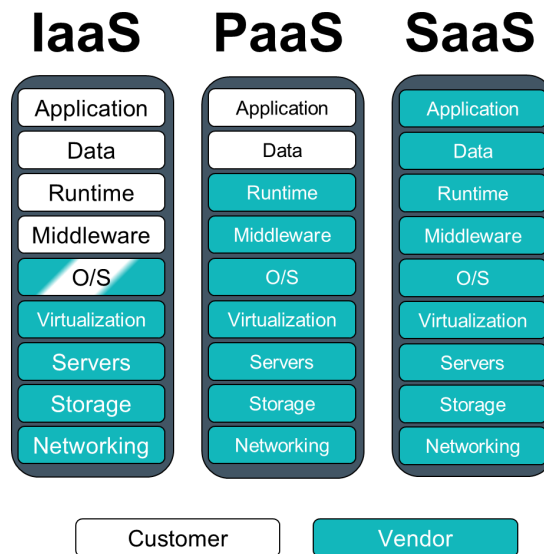 IaaS PaaS SaaS
Application Application Application
Data Data Data
Runtime Runtime Runtime
Middleware Middleware Middleware
O/S O/S O/S
Virtualization Virtualization Virtualization
Servers Servers Servers
Storage Storage Storage
Networking Networking Networking
Customer Vendor